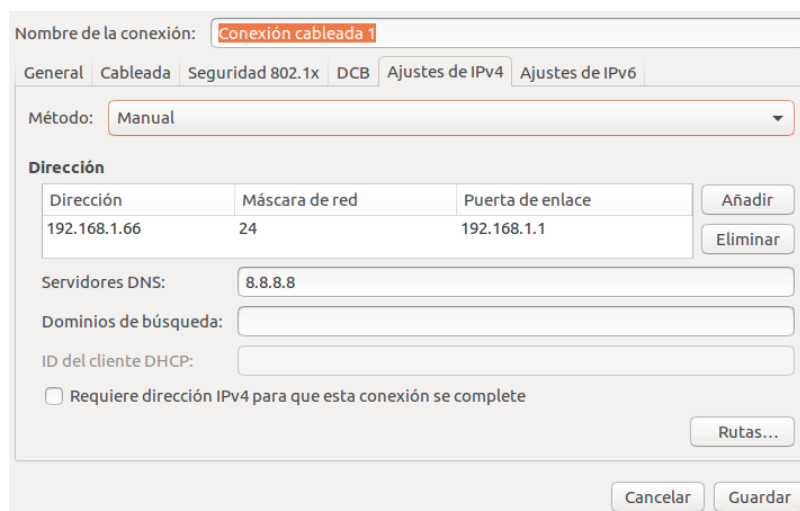 Nombre de la conexión: Conexión cableada 1
General Cableada Seguridad 802.1x DCB Ajustes de IPv4 Ajustes de IPv6
Método: Manual
Dirección
Dirección Máscara de red Puerta de enlace Añadir
192.168.1.66 24 192.168.1.1
Eliminar
Servidores DNS: 8.8.8.8
Dominios de búsqueda:
ID del cliente DHCP:
Requiere dirección IPv4 para que esta conexión se complete
Rutas…
Cancelar Guardar